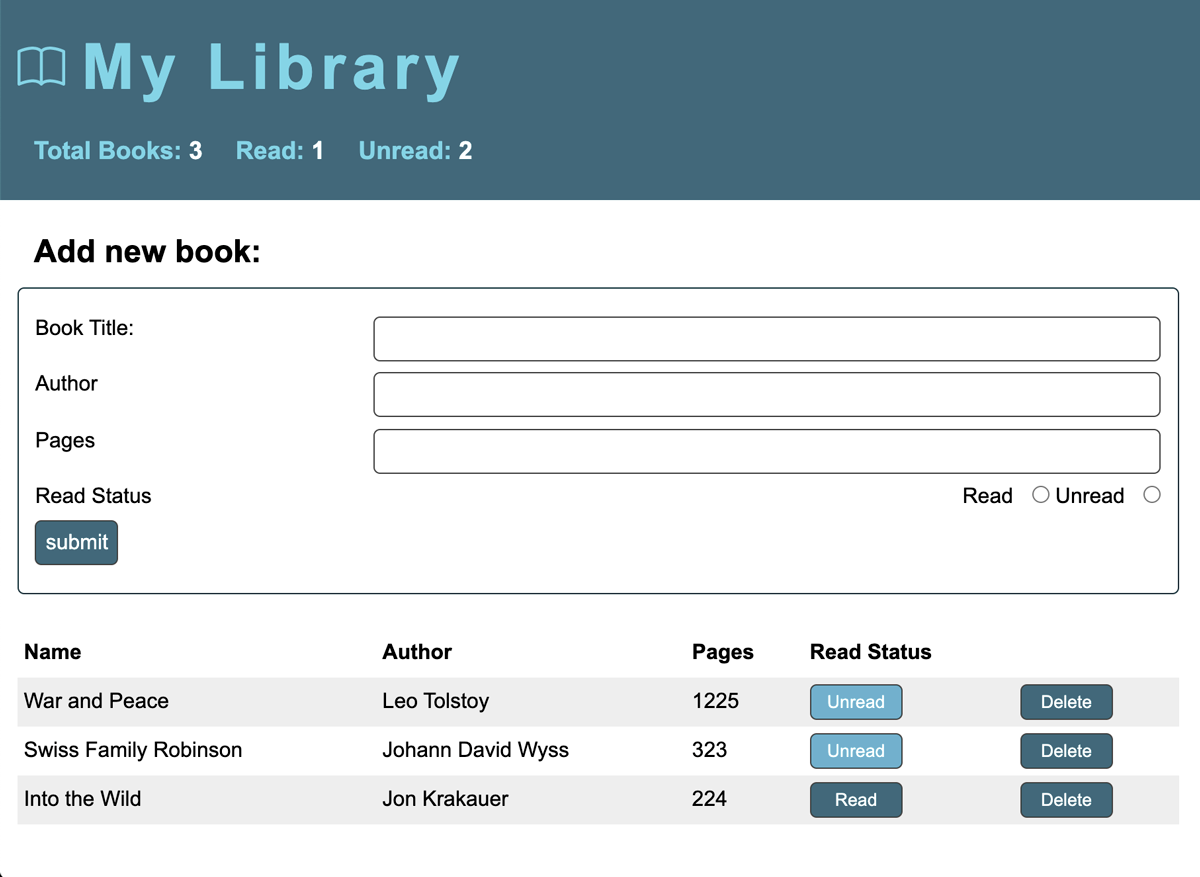 My Library
Total Books: 3 Read: 1 Unread: 2
Add new book:
Book Title:
Author
Pages
Read Status Read Unread
submit
Name Author Pages Read Status
War and Peace Leo Tolstoy 1225 Unread Delete
Swiss Family Robinson Johann David Wyss 323 Unread Delete
Into the Wild Jon Krakauer 224 Read Delete